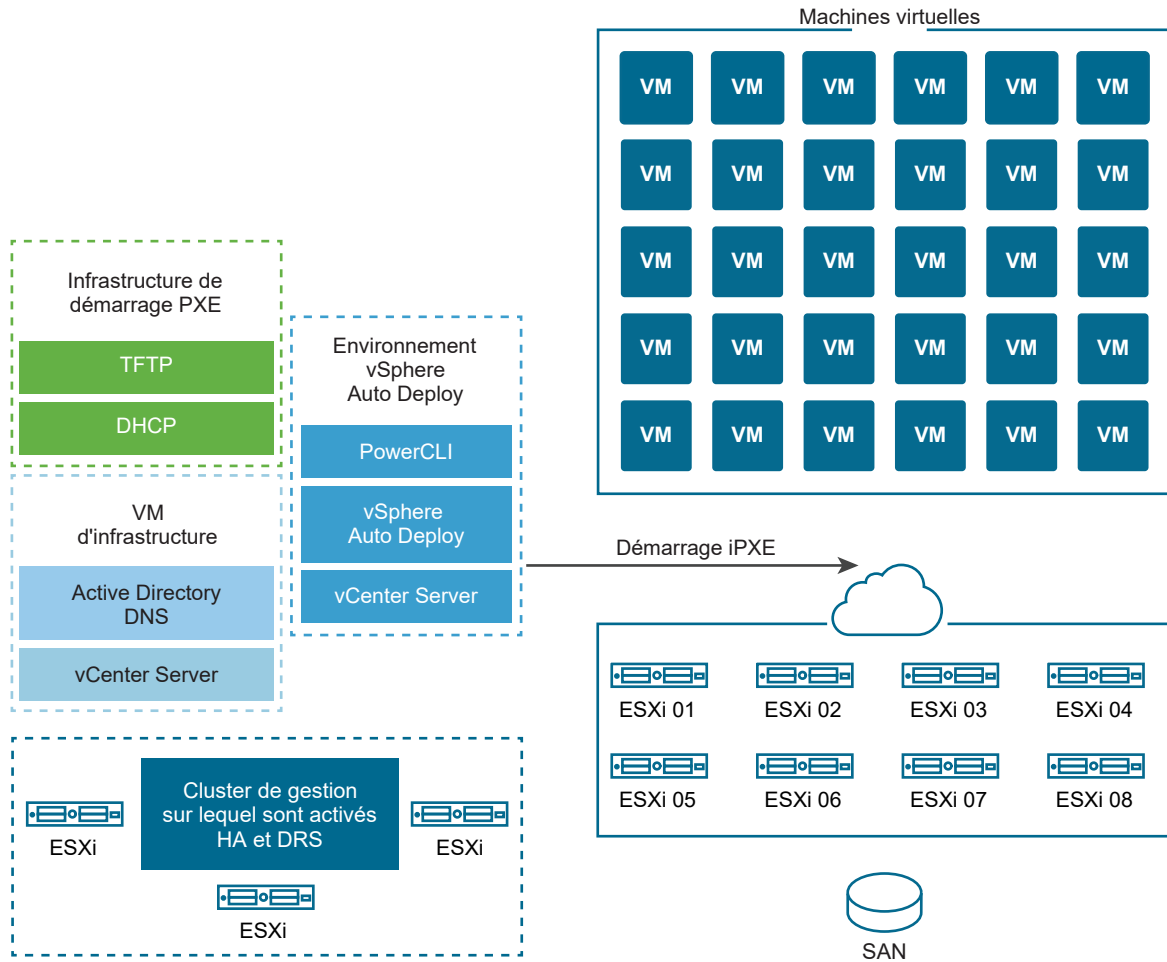 Machines virtuelles
VM VM VM VM VM VM
VM VM VM VM VM VM
VM VM VM VM VM VM
VM VM VM VM VM VM
VM VM VM VM VM VM
Infrastructure de
démarrage PXE
TFTP
DHCP
VM
d'infrastructure
Active Directory
DNS
vCenter Server
Environnement
vSphere
Auto Deploy
PowerCLI
vSphere
Auto Deploy
vCenter Server
Démarrage iPXE
ESXi 01 ESXi 02 ESXi 03 ESXi 04
ESXi 05 ESXi 06 ESXi 07 ESXi 08
Cluster de gestion
sur lequel sont activés
HA et DRS
ESXi
ESXi
ESXi
SAN